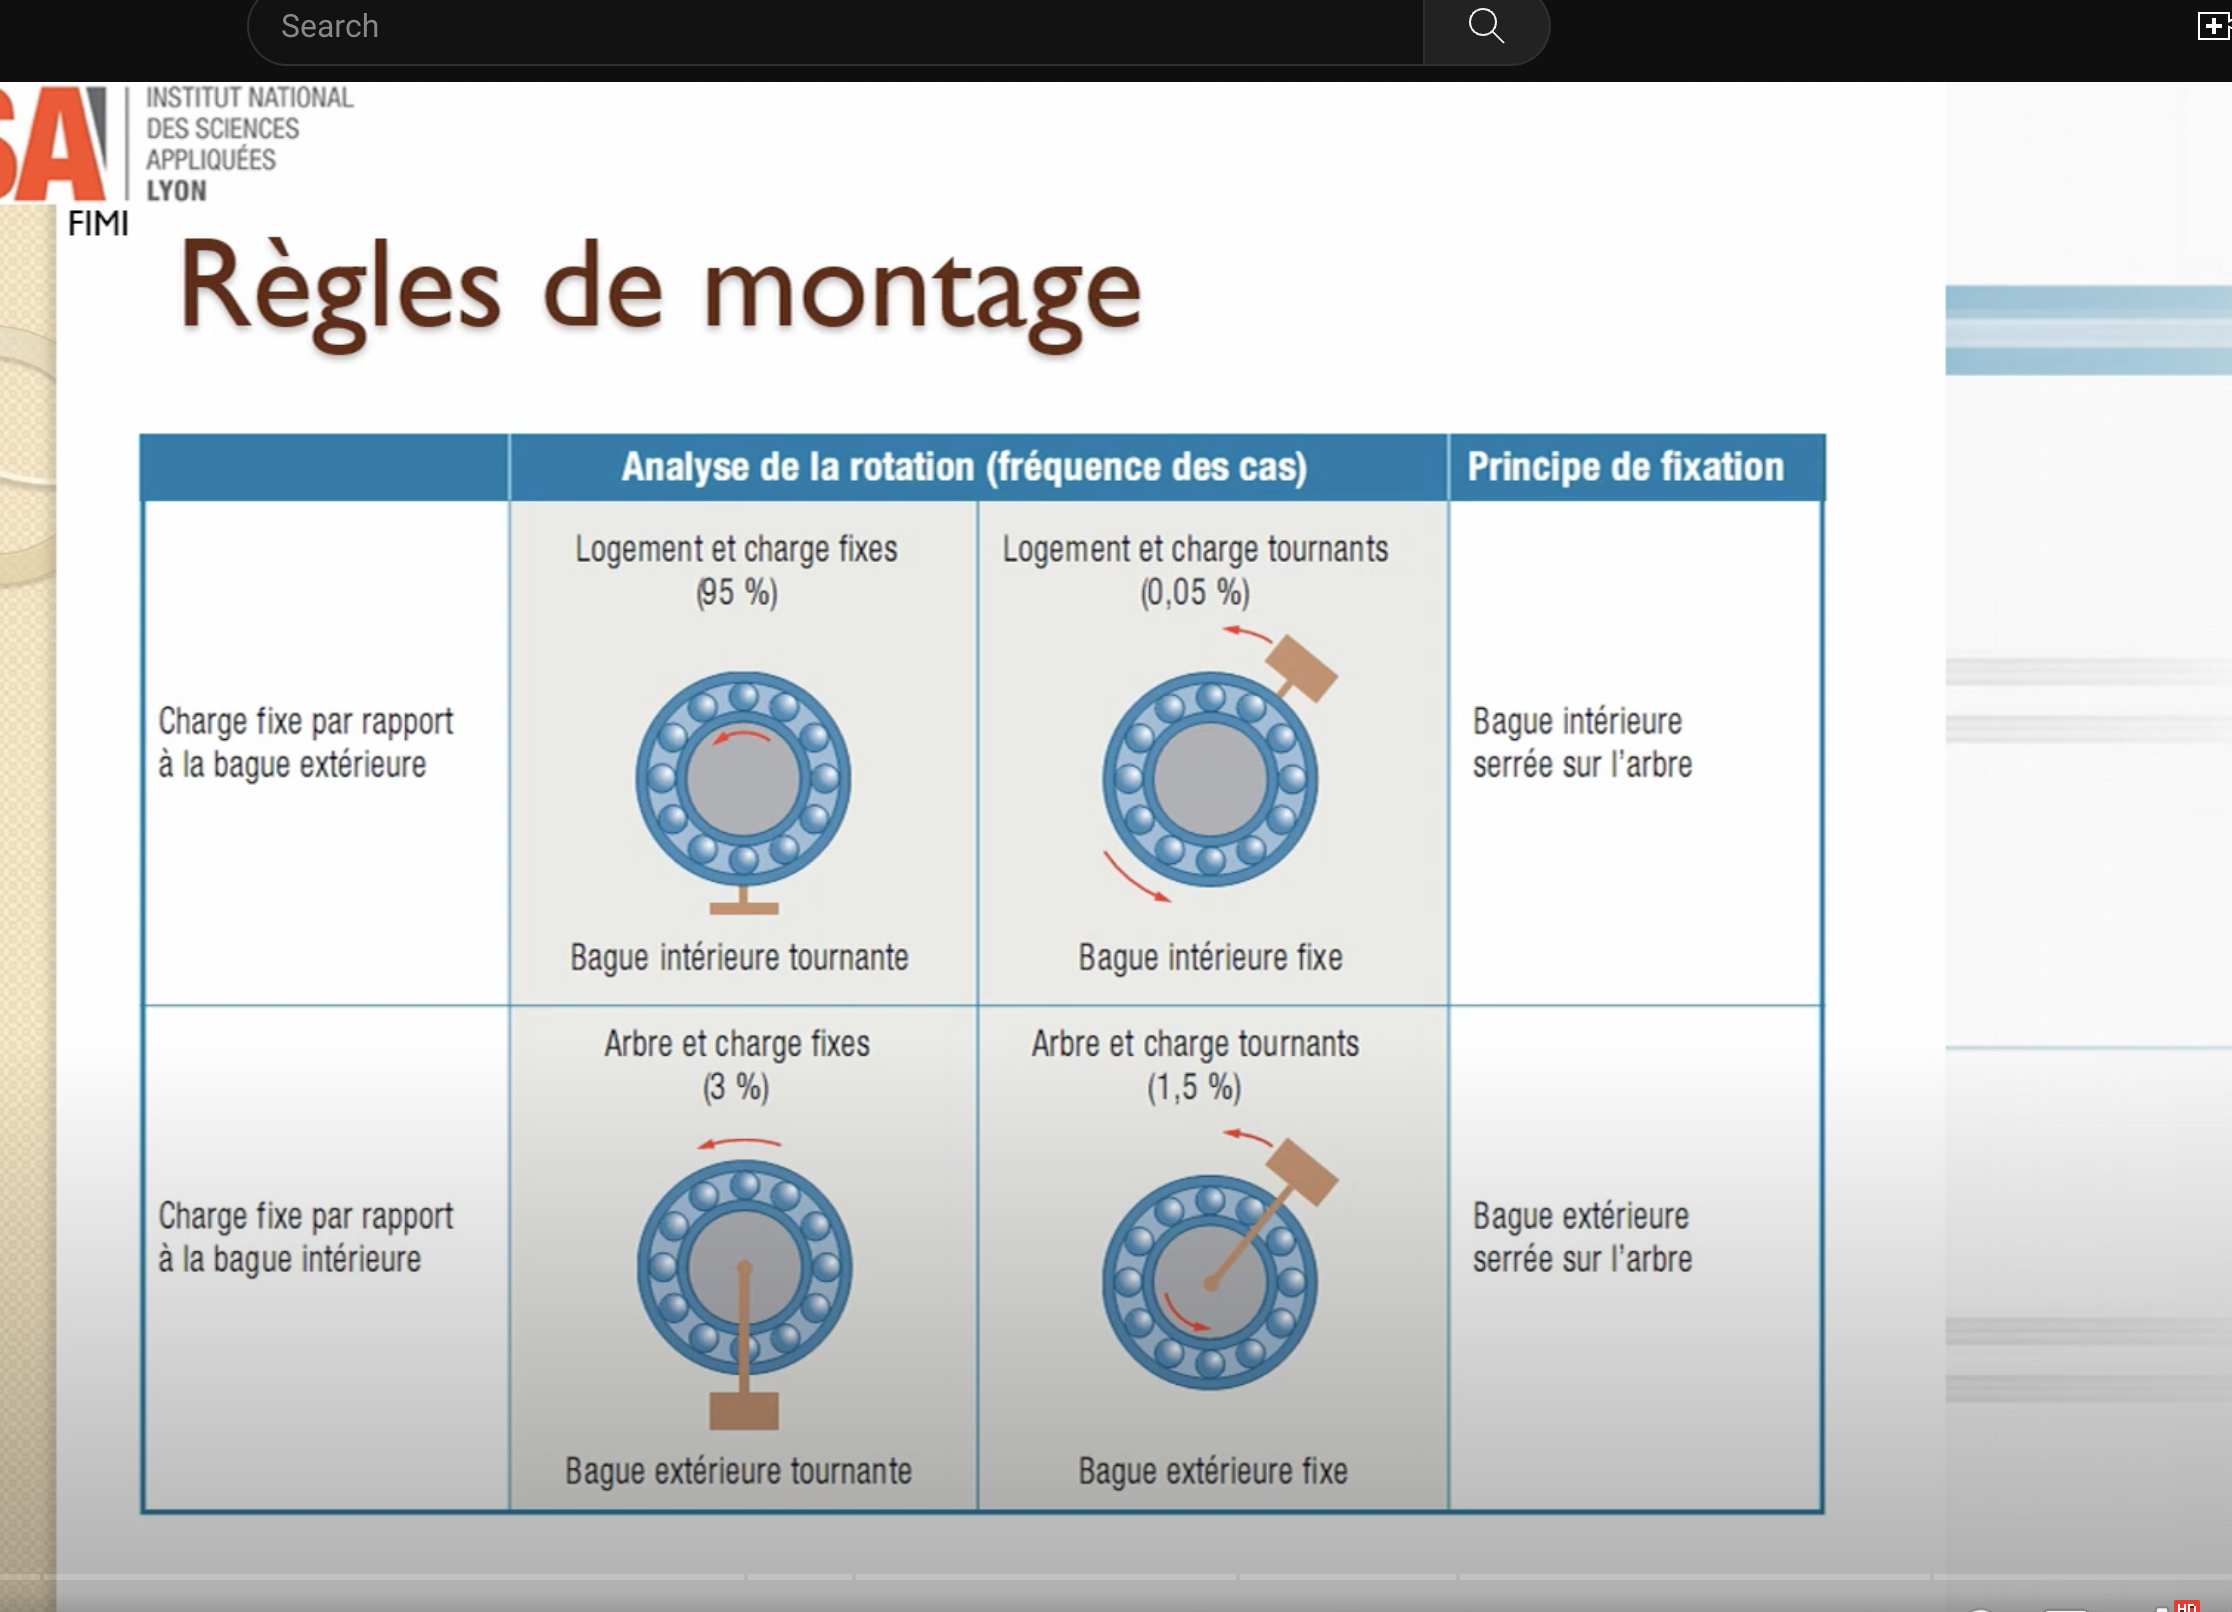 Search
SA
INSTITUT NATIONAL
DES SCIENCES
APPLIQUÉES
LYON
FIMI
Règles de montage
Analyse de la rotation (fréquence des cas)
Principe de fixation
Logement et charge fixes
(95 %)
Logement et charge tournants
(0,05 %)
Charge fixe par rapport
à la bague extérieure
Bague intérieure
serrée sur l'arbre
Bague intérieure tournante
Bague intérieure fixe
Arbre et charge fixes
(3 %)
Arbre et charge tournants
(1,5 %)
Charge fixe par rapport
à la bague intérieure
Bague extérieure
serrée sur l'arbre
Bague extérieure tournante
Bague extérieure fixe
HD